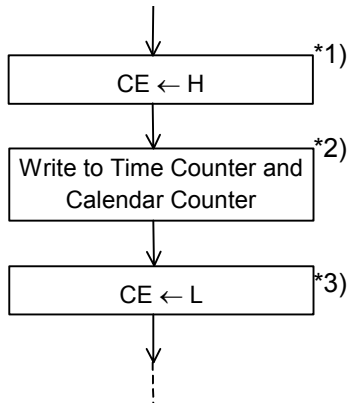 *1)
CE ← H
*2)
Write to Time Counter and
Calendar Counter
*3)
CE ← L